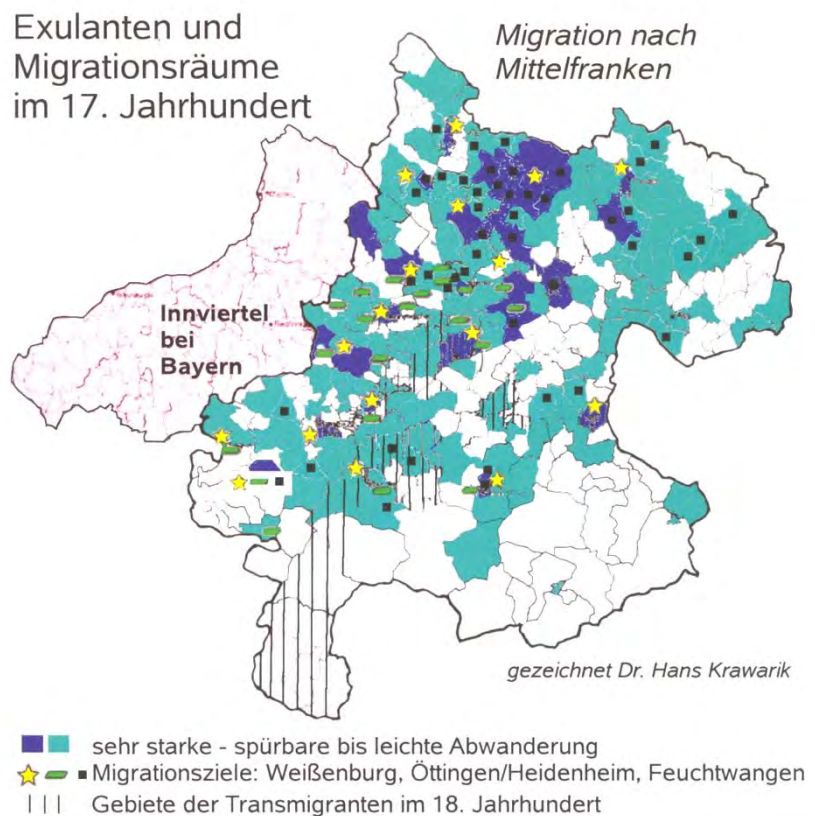 Exulanten und
Migrationsräume
im 17. Jahrhundert
Migration nach
Mittelfranken
Innviertel
bei
Bayern
gezeichnet Dr. Hans Krawarik
sehr starke - spürbare bis leichte Abwanderung
Migrationsziele: Weißenburg, Öttingen/Heidenheim, Feuchtwangen
Gebiete der Transmigranten im 18. Jahrhundert